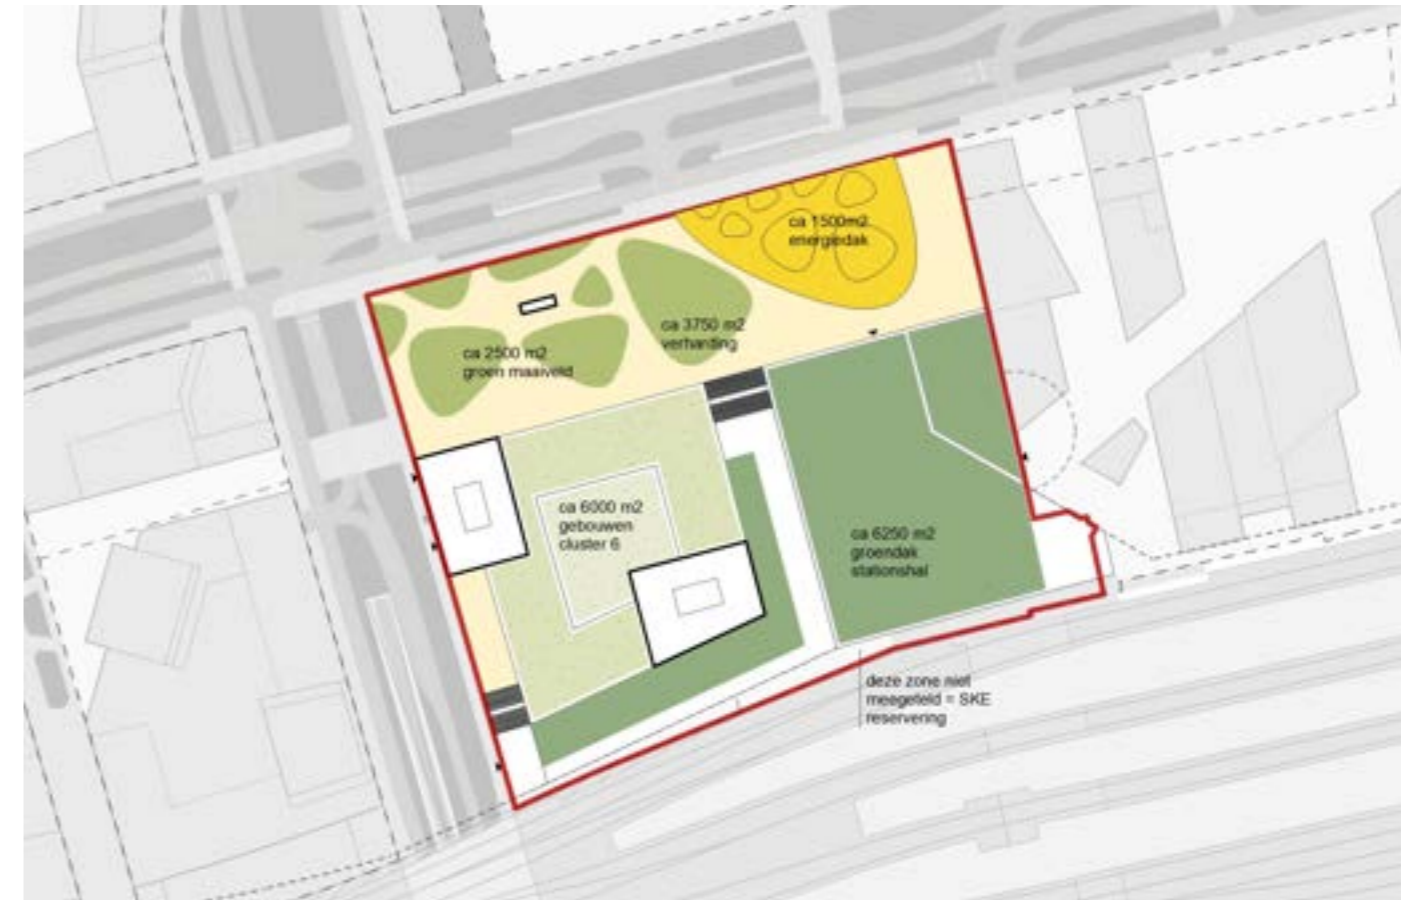 ca 1500m2
energiedak
ca 3750 m2
verharding
ca 2500 m2
groen maaiveld
ca 6000 m2
gebouwen
cluster 6
ca 6250 m2
groendak
stationshal
deze zone niet
meegeteld = SKE
reservering